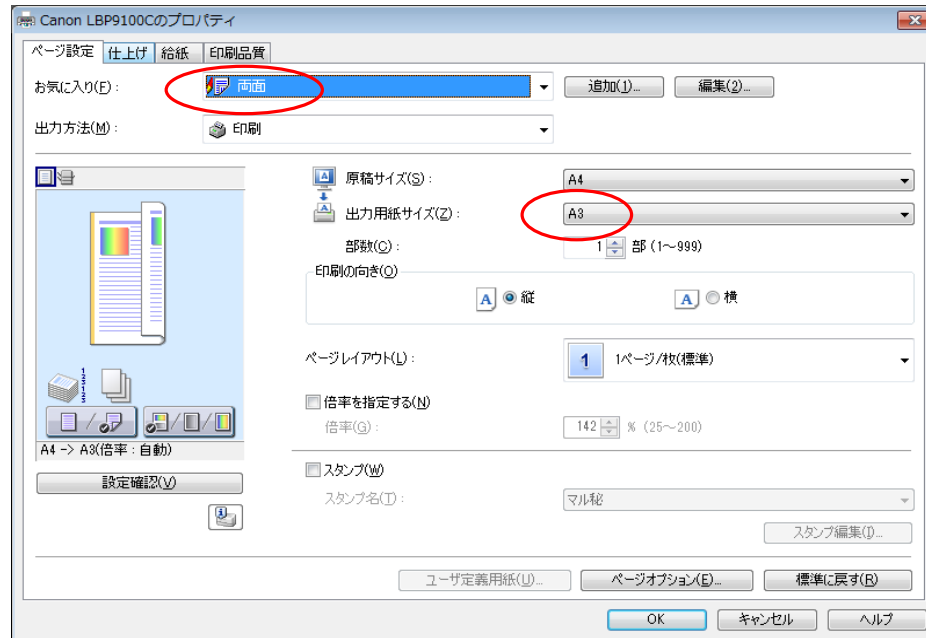 Canon LBP9100Cのプロパティ
ページ設定 仕上げ 給紙 印刷品質
お気に入り(F): 両面 追加(1)... 編集(2)...
出力方法(M): 印刷
原稿サイズ(S): A4
出力用紙サイズ(Z): A3
部数(C): 1 部 (1~999)
印刷の向き(O)
A 縦 A 横
ページレイアウト(L): 1 1ページ/枚(標準)
倍率を指定する(N)
倍率(G): 142 % (25~200)
A4 -> A3(倍率:自動)
設定確認(V)
スタンプ(W)
スタンプ名(T): マル秘
スタンプ編集(I)...
ユーザ定義用紙(U)... ページオプション(E)... 標準に戻す(R)
OK キャンセル ヘルプ